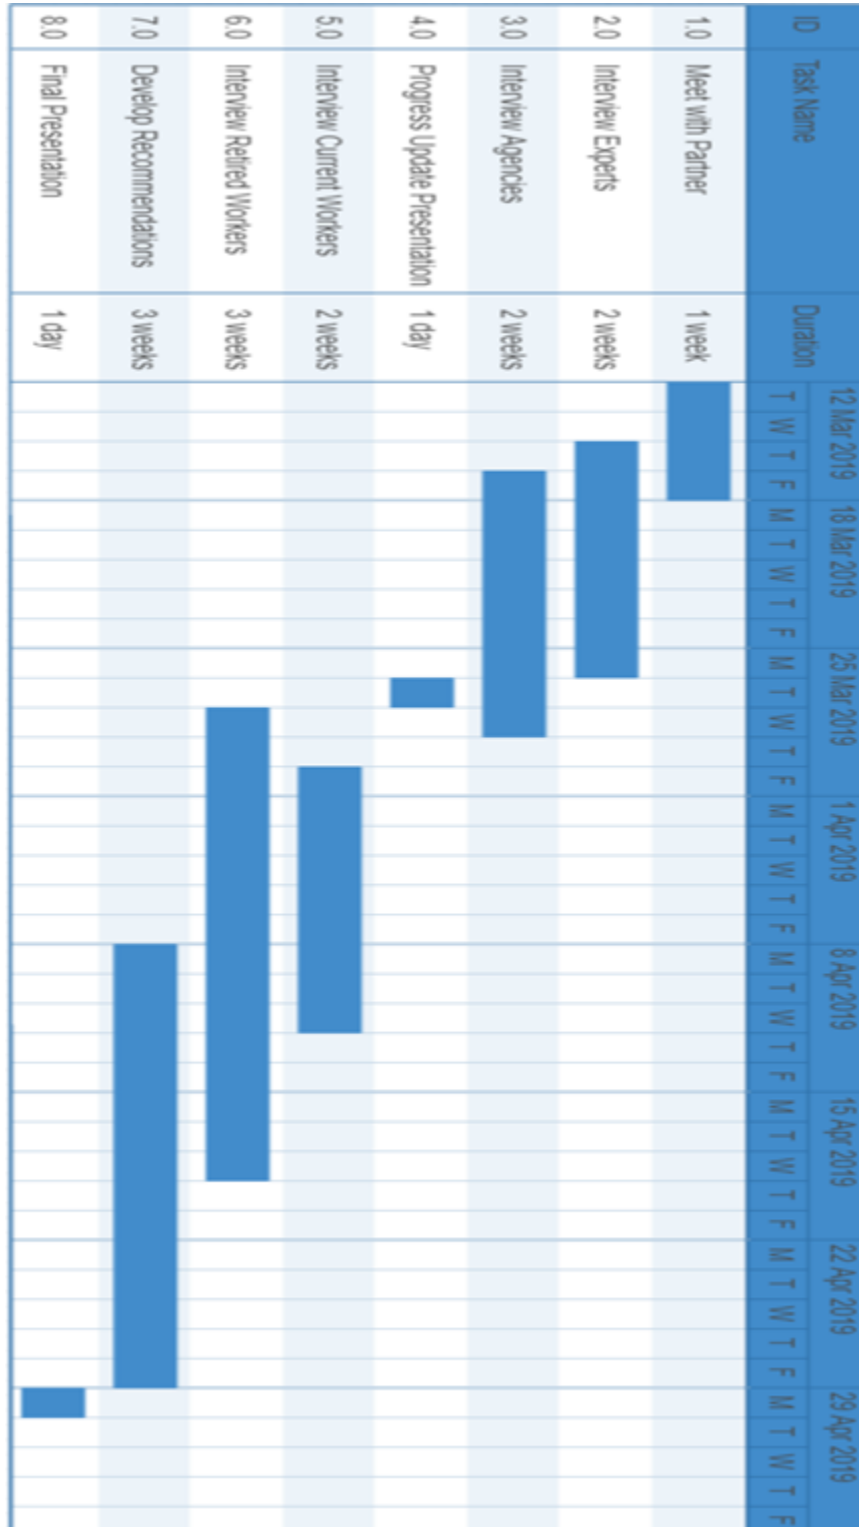 ID Task Name Duration 12 Mar 2019 18 Mar 2019 25 Mar 2019 1 Apr 2019 8 Apr 2019 15 Apr 2019 22 Apr 2019 29 Apr 2019
T W T F M T W T F M T W T F M T W T F M T W T F M T W T F M T W T F M T W T F
1.0 Meet with Partner 1 week
2.0 Interview Experts 2 weeks
3.0 Interview Agencies 2 weeks
4.0 Progress Update Presentation 1 day
5.0 Interview Current Workers 2 weeks
6.0 Interview Retired Workers 3 weeks
7.0 Develop Recommendations 3 weeks
8.0 Final Presentation 1 day